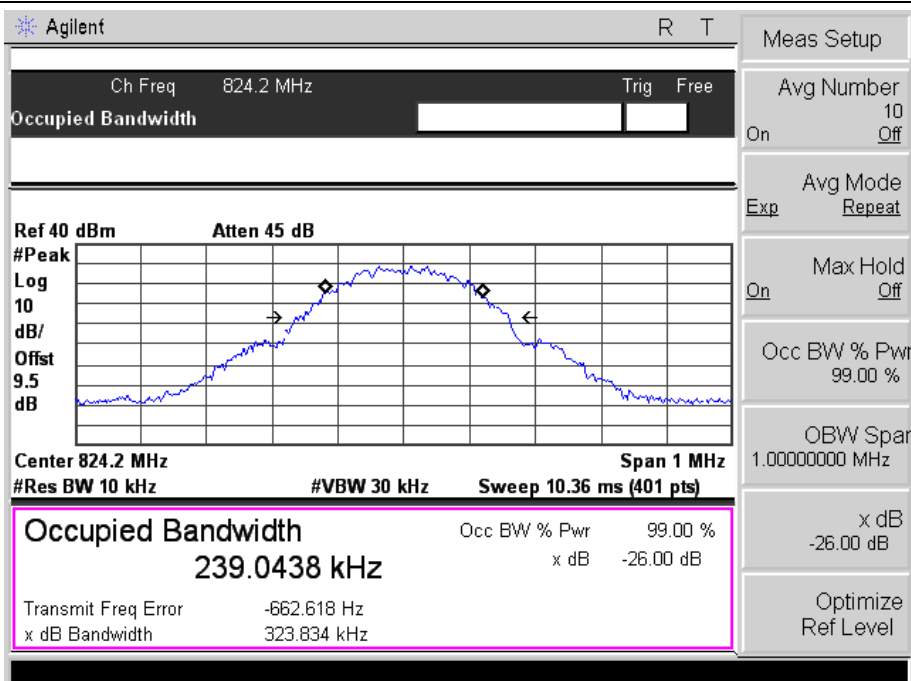 Agilent
R T
Ch Freq 824.2 MHz Trig Free
Occupied Bandwidth
Ref 40 dBm Atten 45 dB
#Peak
Log
10
dB/
Offst
9.5
dB
Center 824.2 MHz Span 1 MHz
#Res BW 10 kHz #VBW 30 kHz Sweep 10.36 ms (401 pts)
Occupied Bandwidth
239.0438 kHz
Occ BW % Pwr 99.00 %
x dB -26.00 dB
Transmit Freq Error -662.618 Hz
x dB Bandwidth 323.834 kHz
Meas Setup
Avg Number
10
On Off
Avg Mode
Exp Repeat
Max Hold
On Off
Occ BW % Pwr
99.00 %
OBW Span
1.00000000 MHz
x dB
-26.00 dB
Optimize
Ref Level